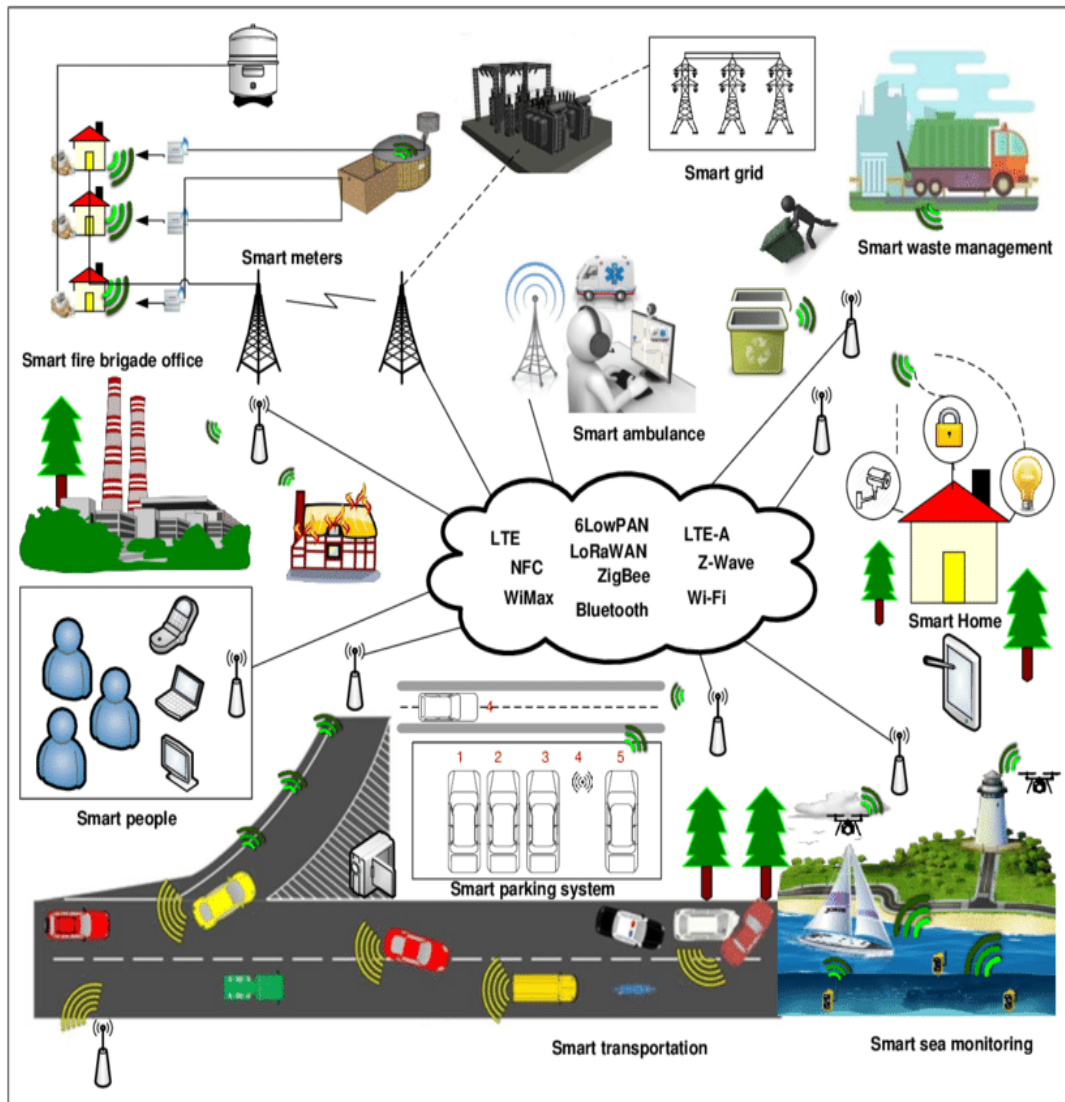 Smart grid
Smart waste management
Smart meters
Smart fire brigade office
Smart ambulance
LTE
6LowPAN
LTE-A
NFC
LoRaWAN
Z-Wave
ZigBee
WiMax
Bluetooth
Wi-Fi
Smart Home
4
1 2 3 4 5
Smart people
Smart parking system
Smart transportation
Smart sea monitoring